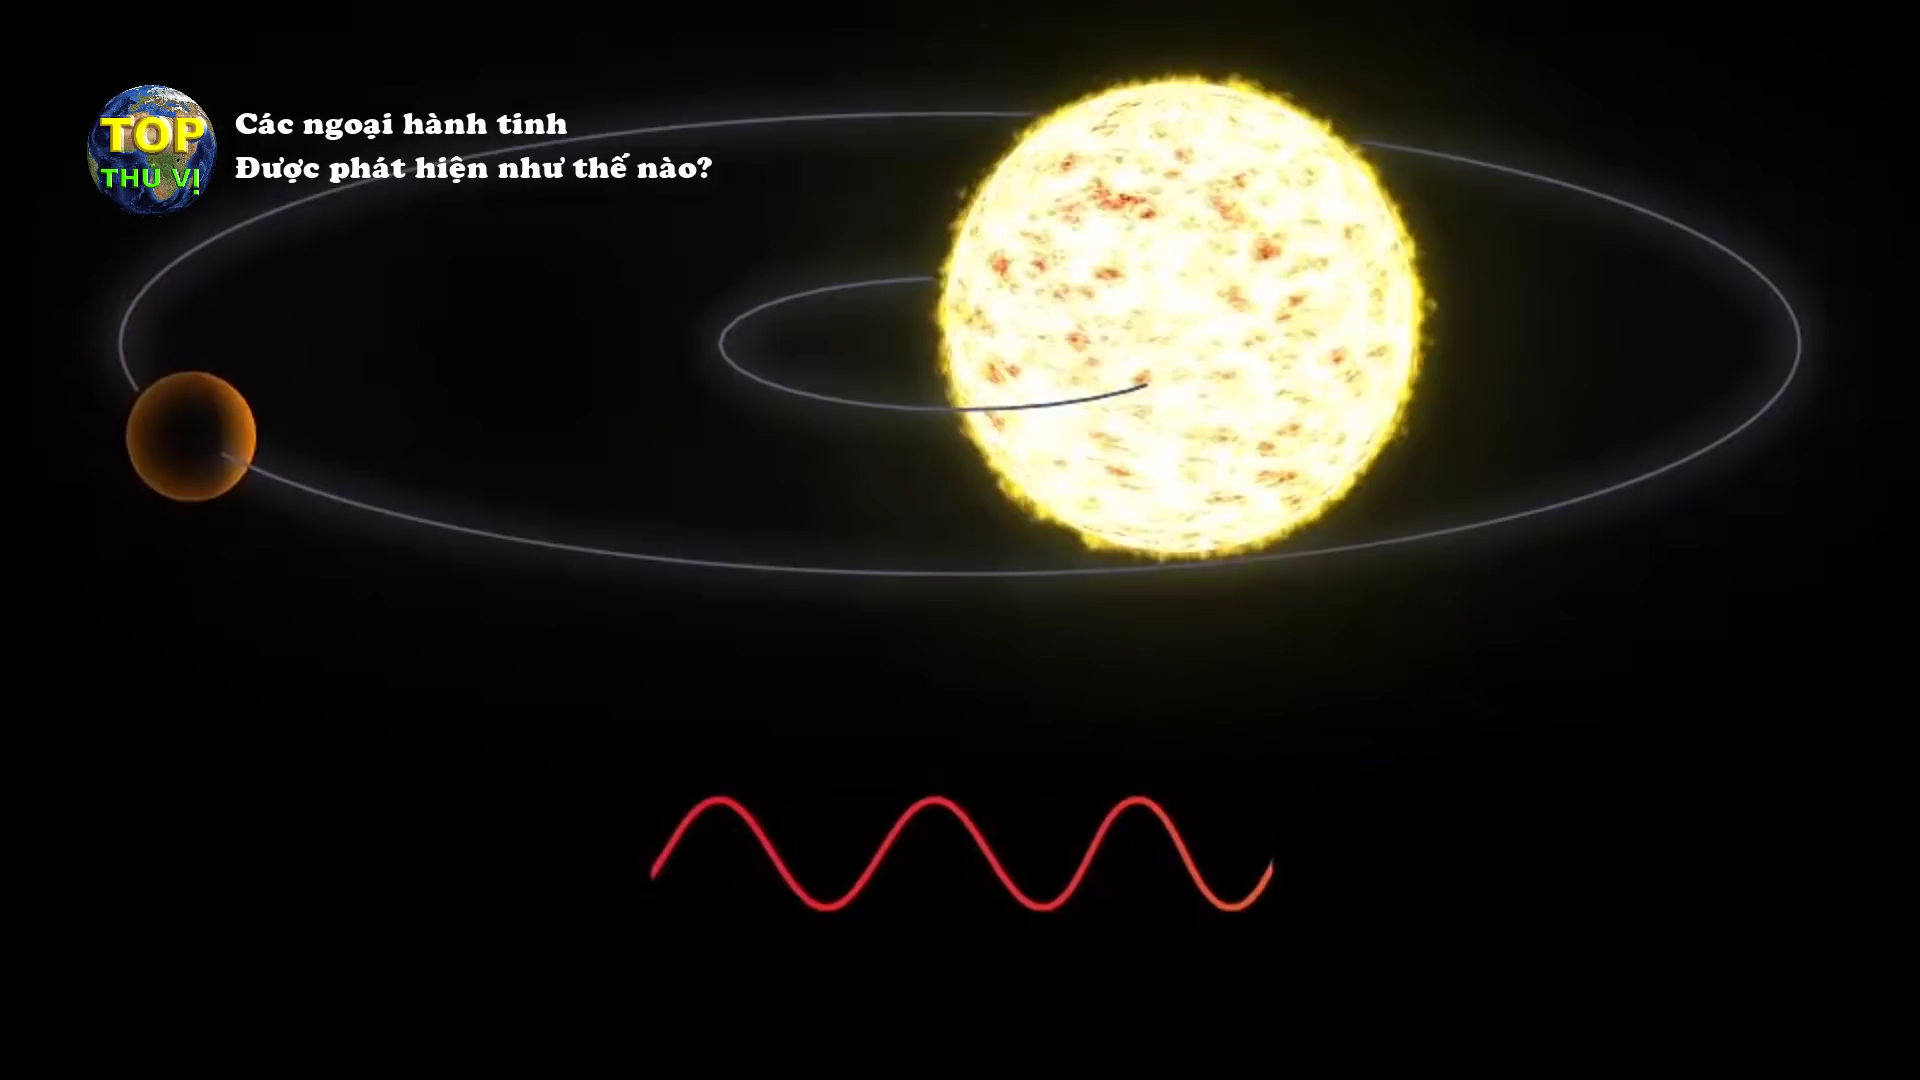 TOP
THÚ VỊ
Các ngoại hành tinh
Được phát hiện như thế nào?